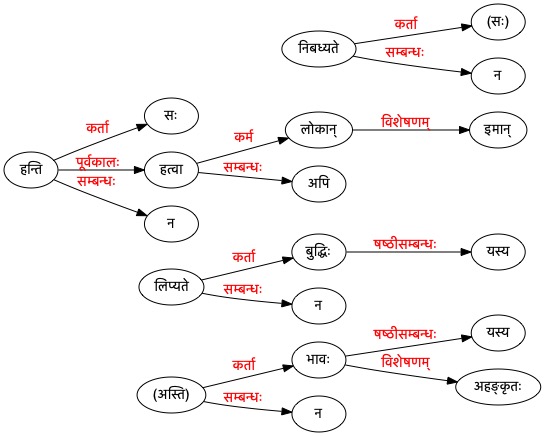 कर्ता
(सः)
निबध्यते
सम्बन्धः
न
सः
कर्ता
लोकान्
विशेषणम्
इमान्
कर्म
हन्ति
पूर्वकालः
हत्वा
सम्बन्धः
सम्बन्धः
अपि
न
बुद्धिः
षष्ठीसम्बन्धः
यस्य
कर्ता
लिप्यते
सम्बन्धः
न
यस्य
षष्ठीसम्बन्धः
भावः
विशेषणम्
कर्ता
अहङ्कृतः
(अस्ति)
सम्बन्धः
न